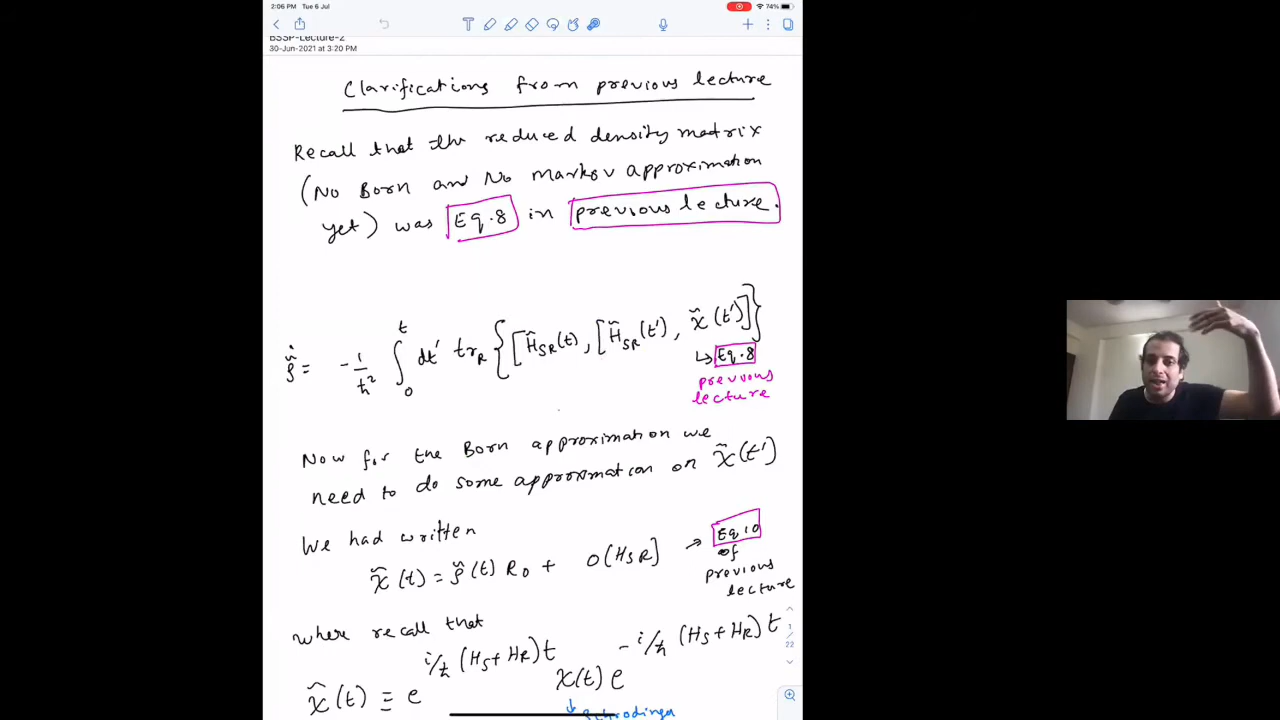 2:06 PM Tue 6 Jul
74%
BSSP-Lecture-2
30-Jun-2021 at 3:20 PM
Clarifications from previous lecture
Recall that the reduced density matrix
(No Born and No markov approximation
yet) was Eq.8 in previous lecture.
ρ̃̇ = -1/ħ² ∫₀ᵗ dt' tr_R {[H̃_SR(t), [H̃_SR(t'), χ̃(t')]]}
↳ Eq.8
previous
lecture
Now for the Born approximation we
need to do some approximation on χ̃(t')
We had written
χ̃(t) = ρ̃(t) R₀ + O(H_SR) → Eq.10
of
previous
lecture
where recall that
χ̃(t) ≡ e^{i/ħ (H_S+H_R)t} χ(t) e^{-i/ħ (H_S+H_R)t}
↓ Schrodinger
1
/
22